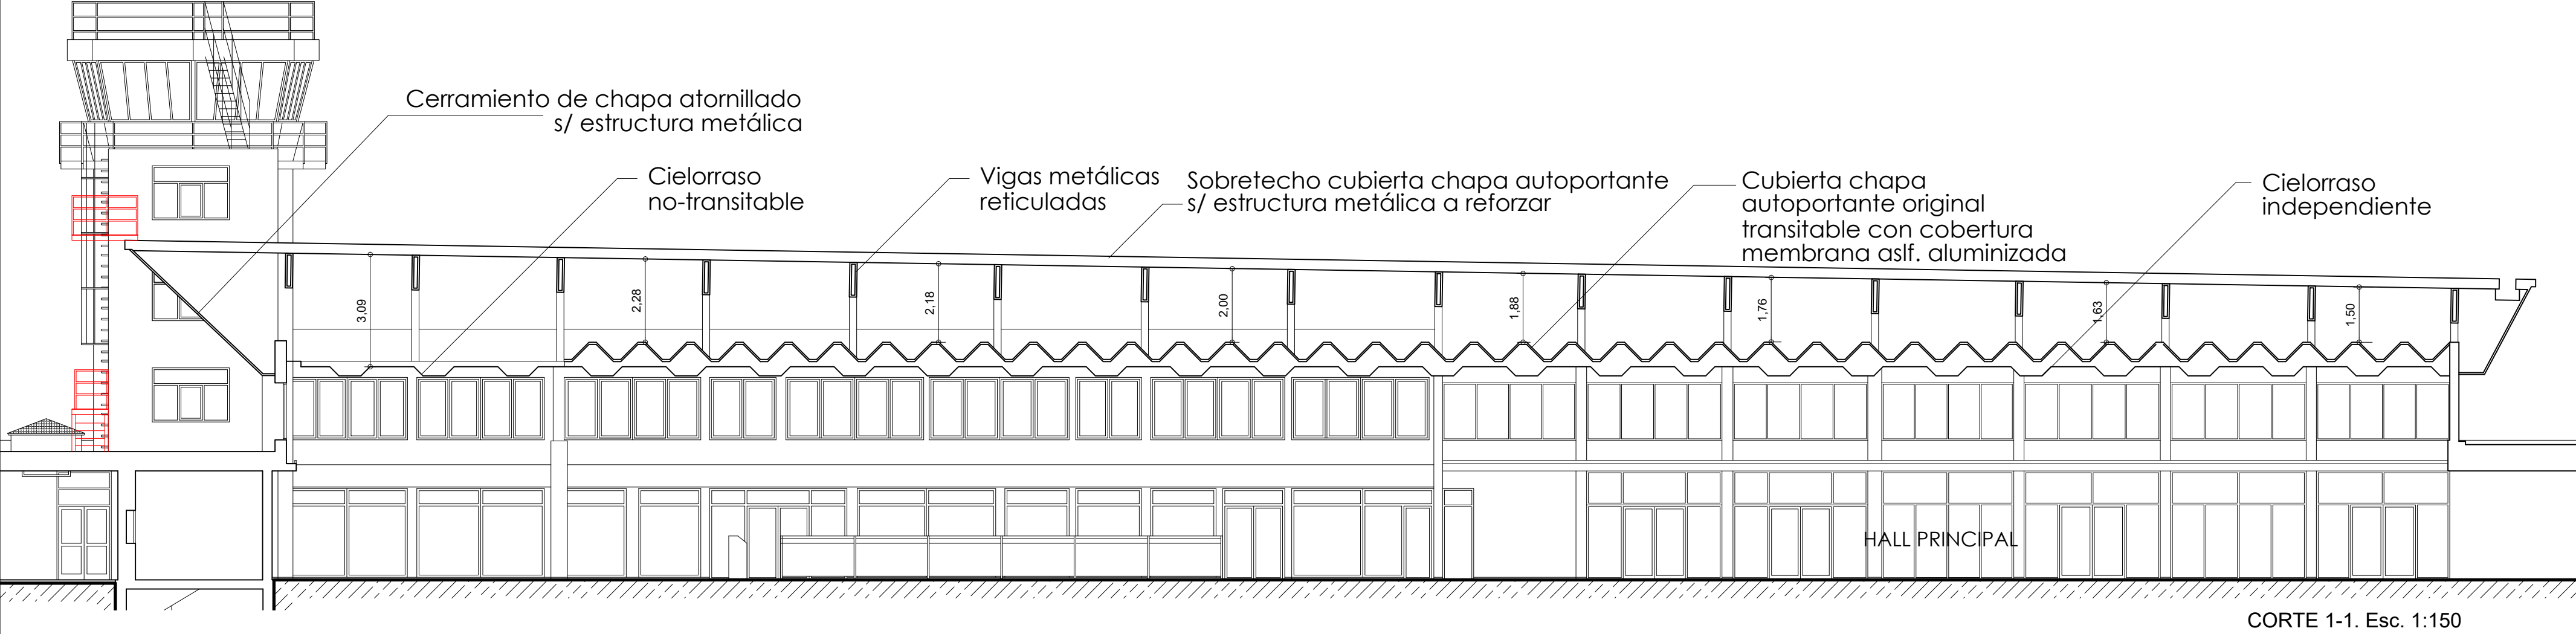 Cerramiento de chapa atornillado
s/ estructura metálica
Cielorraso
no-transitable
Vigas metálicas
reticuladas
Sobretecho cubierta chapa autoportante
s/ estructura metálica a reforzar
Cubierta chapa
autoportante original
transitable con cobertura
membrana aslf. aluminizada
Cielorraso
independiente
3,09
2,28
2,18
2,00
1,88
1,76
1,63
1,50
HALL PRINCIPAL
CORTE 1-1. Esc. 1:150